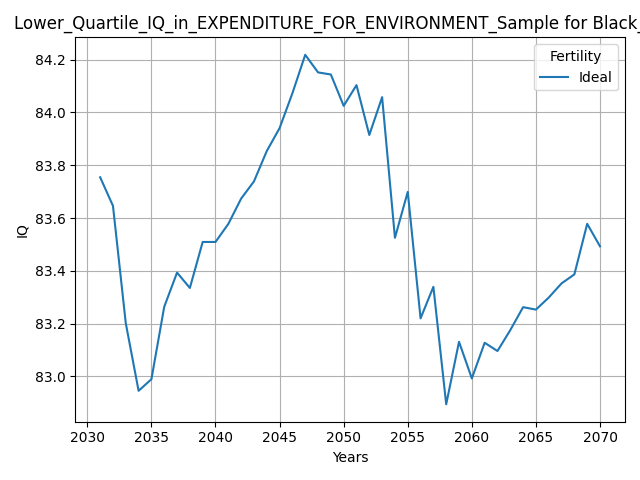 Lower_Quartile_IQ_in_EXPENDITURE_FOR_ENVIRONMENT_Sample for Black_
Fertility
Ideal
84.2
84.0
83.8
83.6
83.4
83.2
83.0
IQ
2030 2035 2040 2045 2050 2055 2060 2065 2070
Years